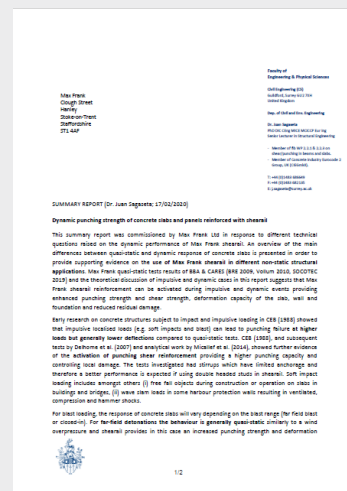 Faculty of
Engineering & Physical Sciences
Civil Engineering (C5)
Guildford, Surrey GU2 7XH
United Kingdom
Max Frank
Clough Street
Hanley
Stoke-on-Trent
Staffordshire
ST1 4AF
Dep. of Civil and Env. Engineering
Dr. Juan Sagaseta
Senior Lecturer in Structural Engineering
SUMMARY REPORT (Dr. Juan Sagaseta; 17/02/2020)
Dynamic punching strength of concrete slabs and panels reinforced with shearail
This summary report was commissioned by Max Frank Ltd in response to different technical
questions raised on the dynamic performance of Max Frank shearail. An overview of the main
differences between quasi-static and dynamic response of concrete slabs is presented in order to
provide supporting evidence on the use of Max Frank shearail in different non-static structural
applications. Max Frank quasi-static tests results of BBA & CARES (BRE 2009, Vollum 2010, SOCOTEC
2019) and the theoretical discussion of impulsive and dynamic cases in this report suggests that Max
Frank shearail reinforcement can be activated during impulsive and dynamic events providing
enhanced punching strength and shear strength, deformation capacity of the slab, wall and
foundation and reduced residual damage.
Early research on concrete structures subject to impact and impulsive loading in CEB (1988) showed
that impulsive localised loads (e.g. soft impacts and blast) can lead to punching failure at higher
loads but generally lower deflections compared to quasi-static tests. CEB (1988), and subsequent
tests by Delhomme et al. (2007) and analytical work by Micallef et al. (2014), showed further evidence
of the activation of punching shear reinforcement providing a higher punching capacity and
controlling local damage. The tests investigated had stirrups which have limited anchorage and
therefore a better performance is expected if using double headed studs in shearail. Soft impact
loading includes amongst others (i) free fall objects during construction or operation on slabs in
buildings and bridges, (ii) wave slam loads in some harbour protection walls resulting in ventilated,
compression and hammer shocks.
For blast loading, the response of concrete slabs will vary depending on the blast range (far field blast
or closed-in). For far-field detonations the behaviour is generally quasi-static similarly to a wind
overpressure and shearail provides in this case an increased punching strength and deformation
1/2